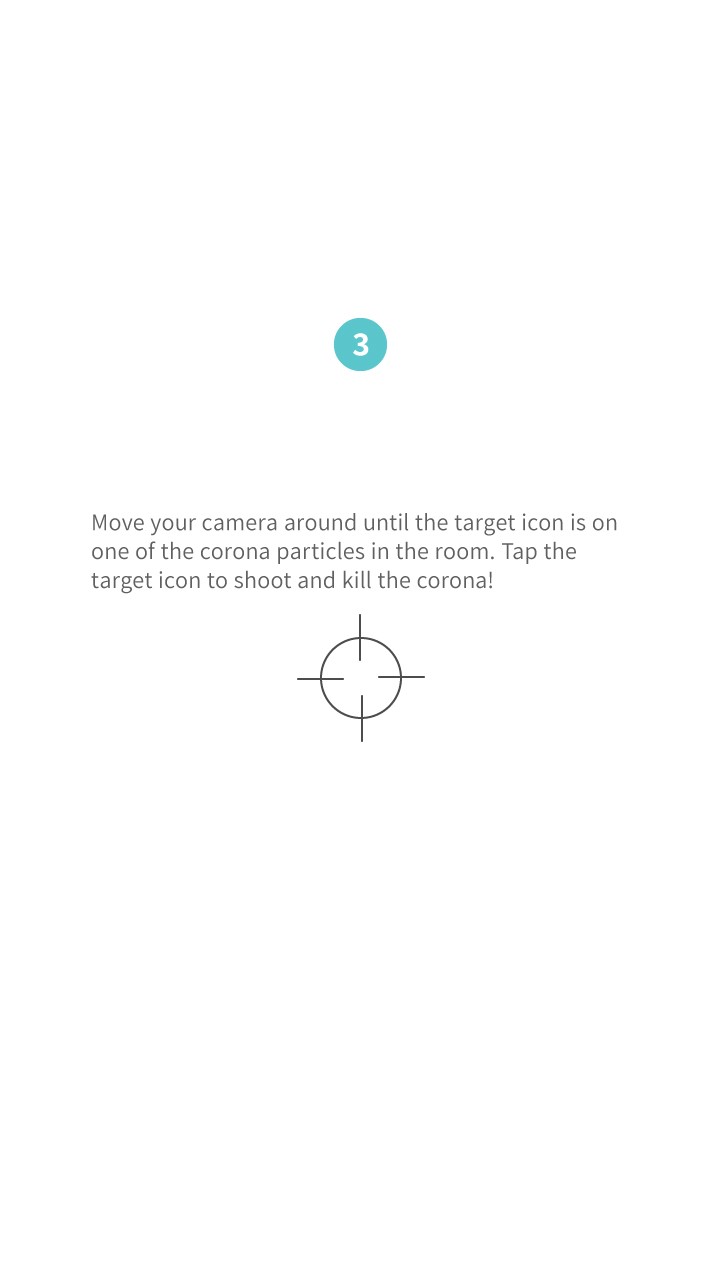 3
Move your camera around until the target icon is on
one of the corona particles in the room. Tap the
target icon to shoot and kill the corona!